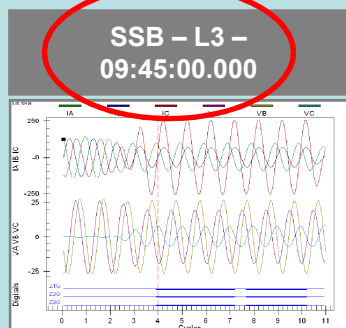 SSB – L3 –
09:45:00.000
IA IC VB VC
250
-0
-250
IA IB IC
25
0
-25
VA VB VC
Digitals
Z1G
Z2G
Z3G
0 1 2 3 4 5 6 7 8 9 10 11
Cycles